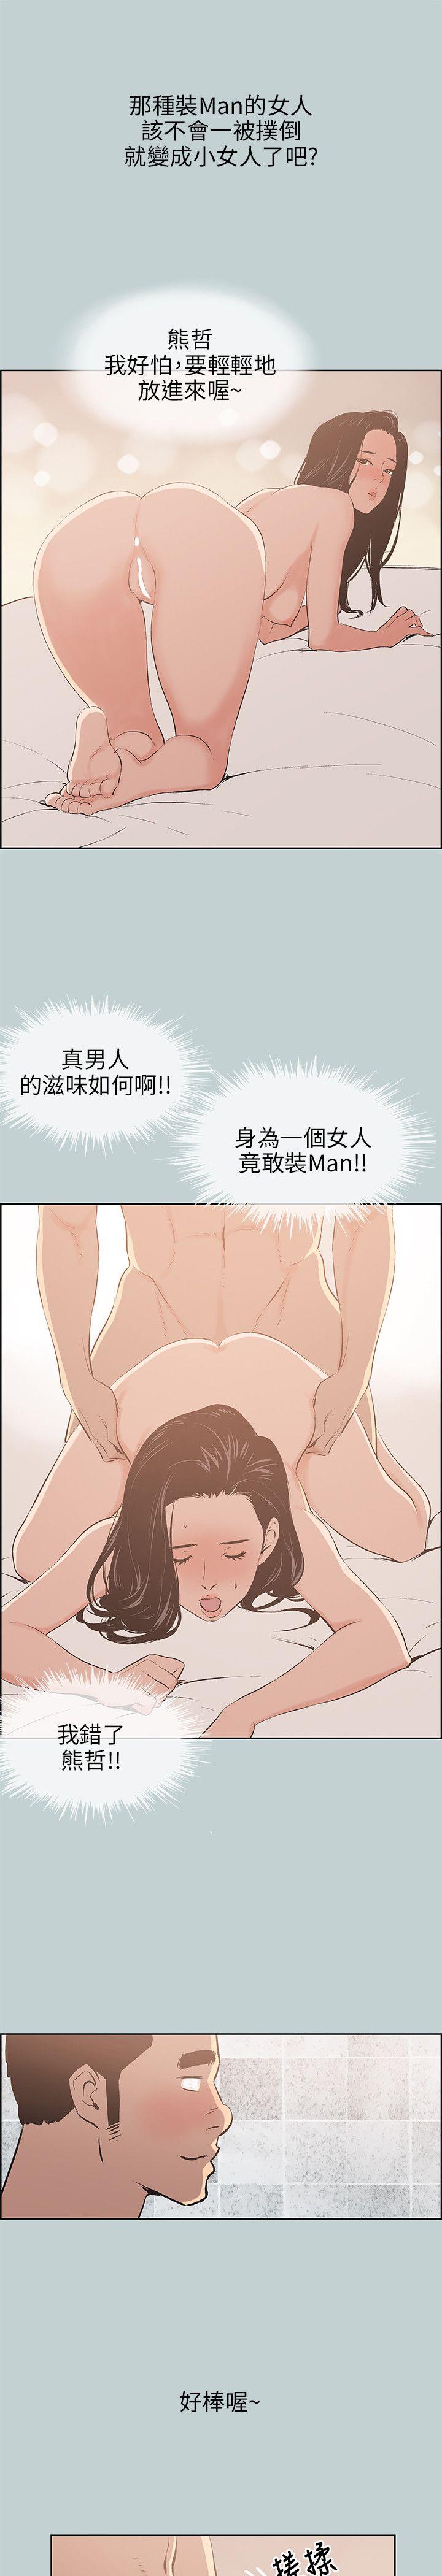 那種裝Man的女人
該不會一被撲倒
就變成小女人了吧?
熊哲
我好怕,要輕輕地
放進來喔~
真男人
的滋味如何啊!!
身為一個女人
竟敢裝Man!!
我錯了
熊哲!!
好棒喔~
搓揉